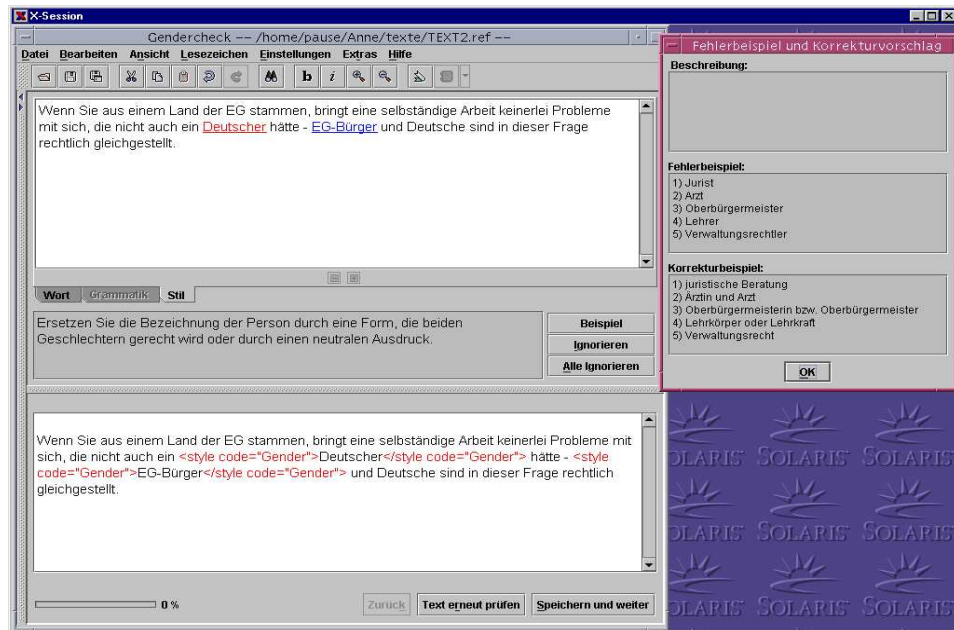 X-Session
Gendercheck -- /home/pause/Anne/texte/TEXT2.ref --
Datei Bearbeiten Ansicht Lesezeichen Einstellungen Extras Hilfe
b i
Wenn Sie aus einem Land der EG stammen, bringt eine selbständige Arbeit keinerlei Probleme
mit sich, die nicht auch ein Deutscher hätte - EG-Bürger und Deutsche sind in dieser Frage
rechtlich gleichgestellt.
Wort Grammatik Stil
Ersetzen Sie die Bezeichnung der Person durch eine Form, die beiden
Geschlechtern gerecht wird oder durch einen neutralen Ausdruck.
Beispiel
Ignorieren
Alle Ignorieren
Wenn Sie aus einem Land der EG stammen, bringt eine selbständige Arbeit keinerlei Probleme mit
sich, die nicht auch ein <style code="Gender">Deutscher</style code="Gender"> hätte - <style
code="Gender">EG-Bürger</style code="Gender"> und Deutsche sind in dieser Frage rechtlich
gleichgestellt.
0 %
Zurück Text erneut prüfen Speichern und weiter
Fehlerbeispiel und Korrekturvorschlag
Beschreibung:
Fehlerbeispiel:
1) Jurist
2) Arzt
3) Oberbürgermeister
4) Lehrer
5) Verwaltungsrechtler
Korrekturbeispiel:
1) juristische Beratung
2) Ärztin und Arzt
3) Oberbürgermeisterin bzw. Oberbürgermeister
4) Lehrkörper oder Lehrkraft
5) Verwaltungsrecht
OK
OLARIS SOLARIS SOLARIS
OLARIS SOLARIS SOLARIS
OLARIS SOLARIS SOLARIS